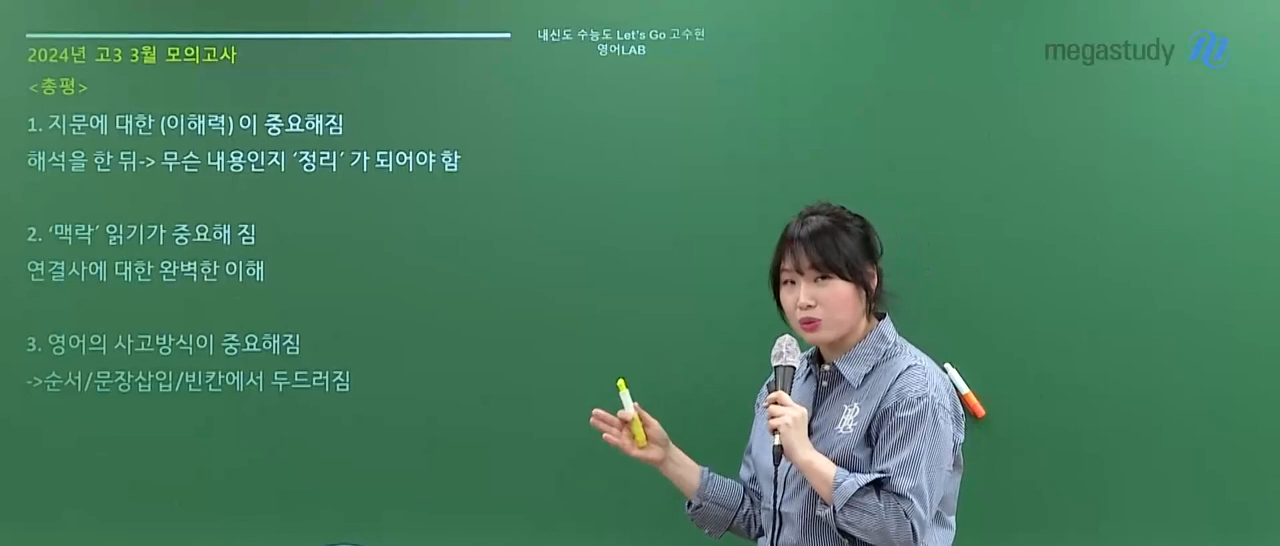 내신도 수능도 Let's Go 고수현
영어LAB
megastudy
2024년 고3 3월 모의고사
<총평>
1. 지문에 대한 (이해력) 이 중요해짐
해석을 한 뒤-> 무슨 내용인지 ‘정리’ 가 되어야 함
2. ‘맥락’ 읽기가 중요해 짐
연결사에 대한 완벽한 이해
3. 영어의 사고방식이 중요해짐
->순서/문장삽입/빈칸에서 두드러짐